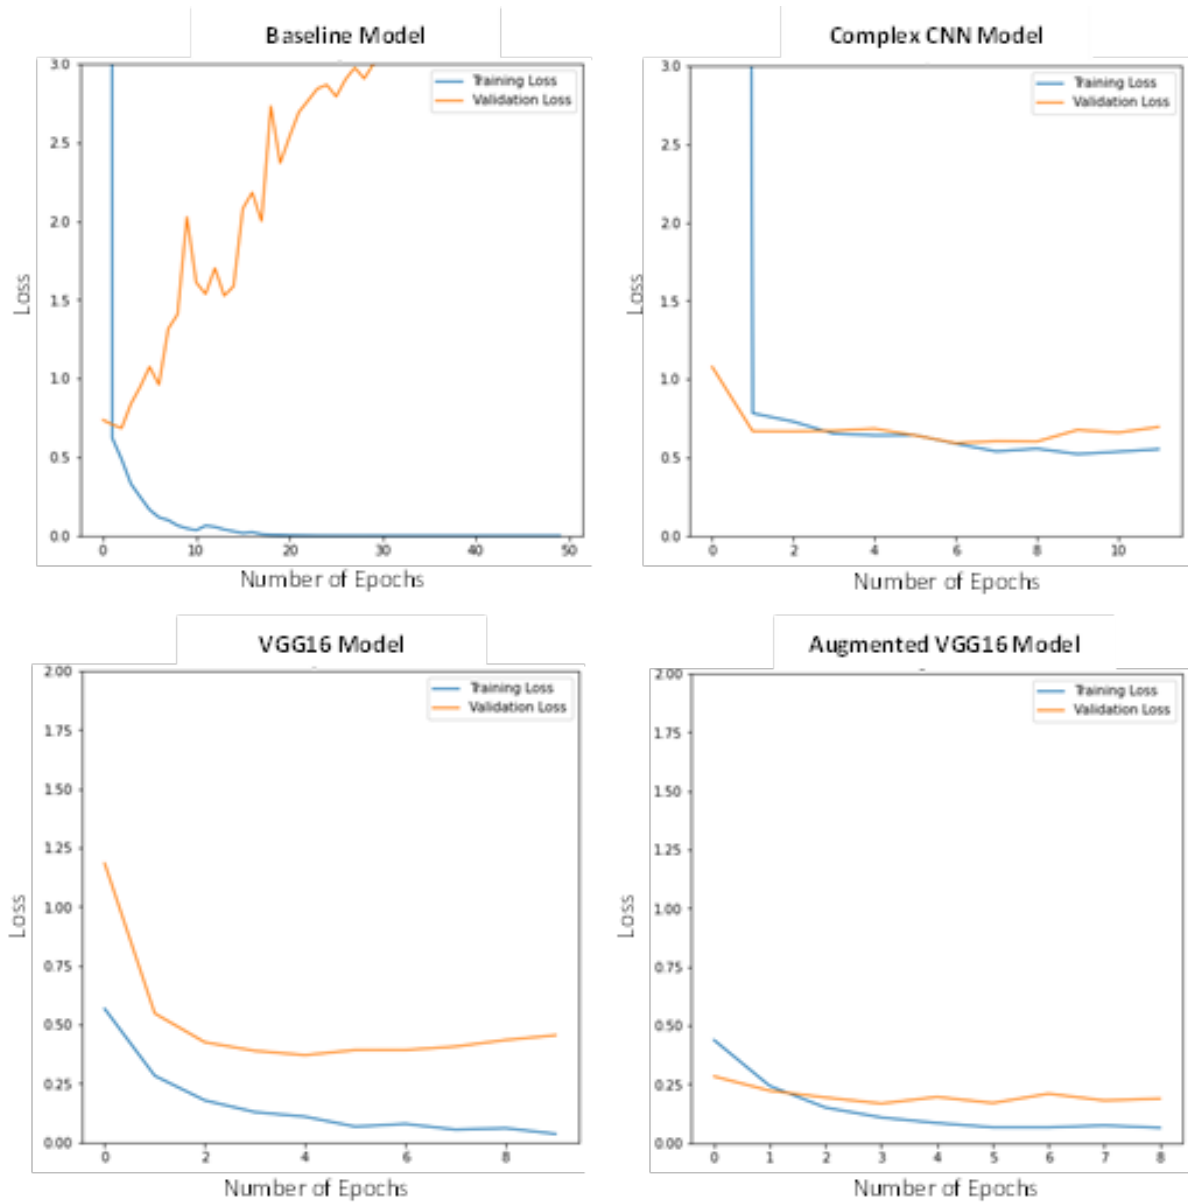 Baseline Model
3.0
2.5
2.0
1.5
1.0
0.5
0.0
Loss
Training Loss
Validation Loss
0 10 20 30 40 50
Number of Epochs
Complex CNN Model
3.0
2.5
2.0
1.5
1.0
0.5
0.0
Loss
Training Loss
Validation Loss
0 2 4 6 8 10
Number of Epochs
VGG16 Model
2.00
1.75
1.50
1.25
1.00
0.75
0.50
0.25
0.00
Loss
Training Loss
Validation Loss
0 2 4 6 8
Number of Epochs
Augmented VGG16 Model
2.00
1.75
1.50
1.25
1.00
0.75
0.50
0.25
0.00
Loss
Training Loss
Validation Loss
0 1 2 3 4 5 6 7 8
Number of Epochs